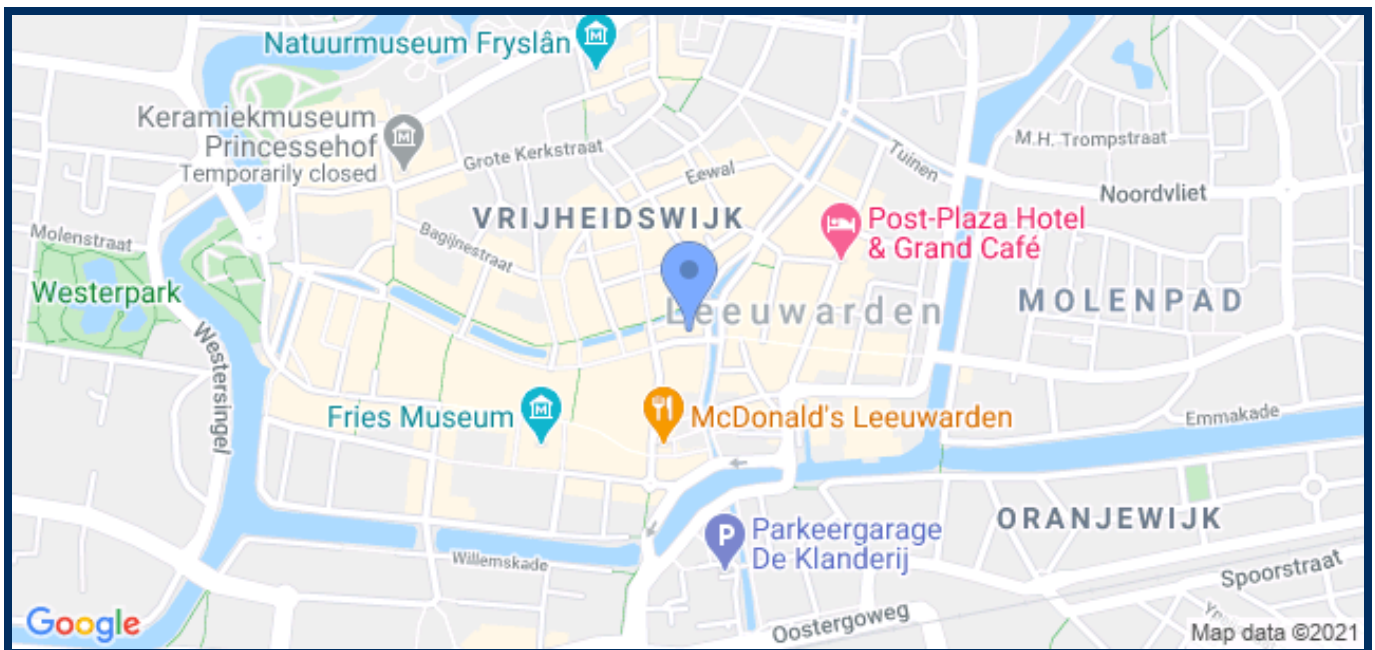 Natuurmuseum Fryslân
Keramiekmuseum
Princessehof
Temporarily closed
M.H. Trompstraat
Grote Kerkstraat
Tuinen
Eewal
Noordvliet
VRIJHEIDSWIJK
Post-Plaza Hotel
& Grand Café
Molenstraat
Bagijnestraat
Westerpark
Leeuwarden
MOLENPAD
Westersingel
Fries Museum
McDonald's Leeuwarden
Emmakade
ORANJEWIJK
P
Parkeergarage
De Klanderij
Willemskade
Spoorstraat
Oostergoweg
Google
Map data ©2021